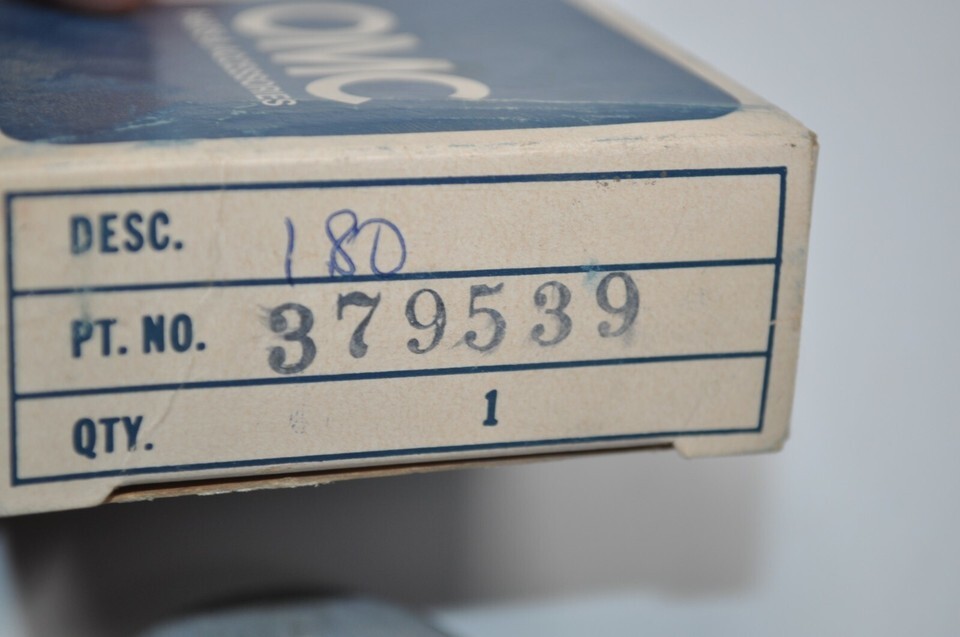 OMC
DESC. 180
PT. NO. 379539
QTY. 1